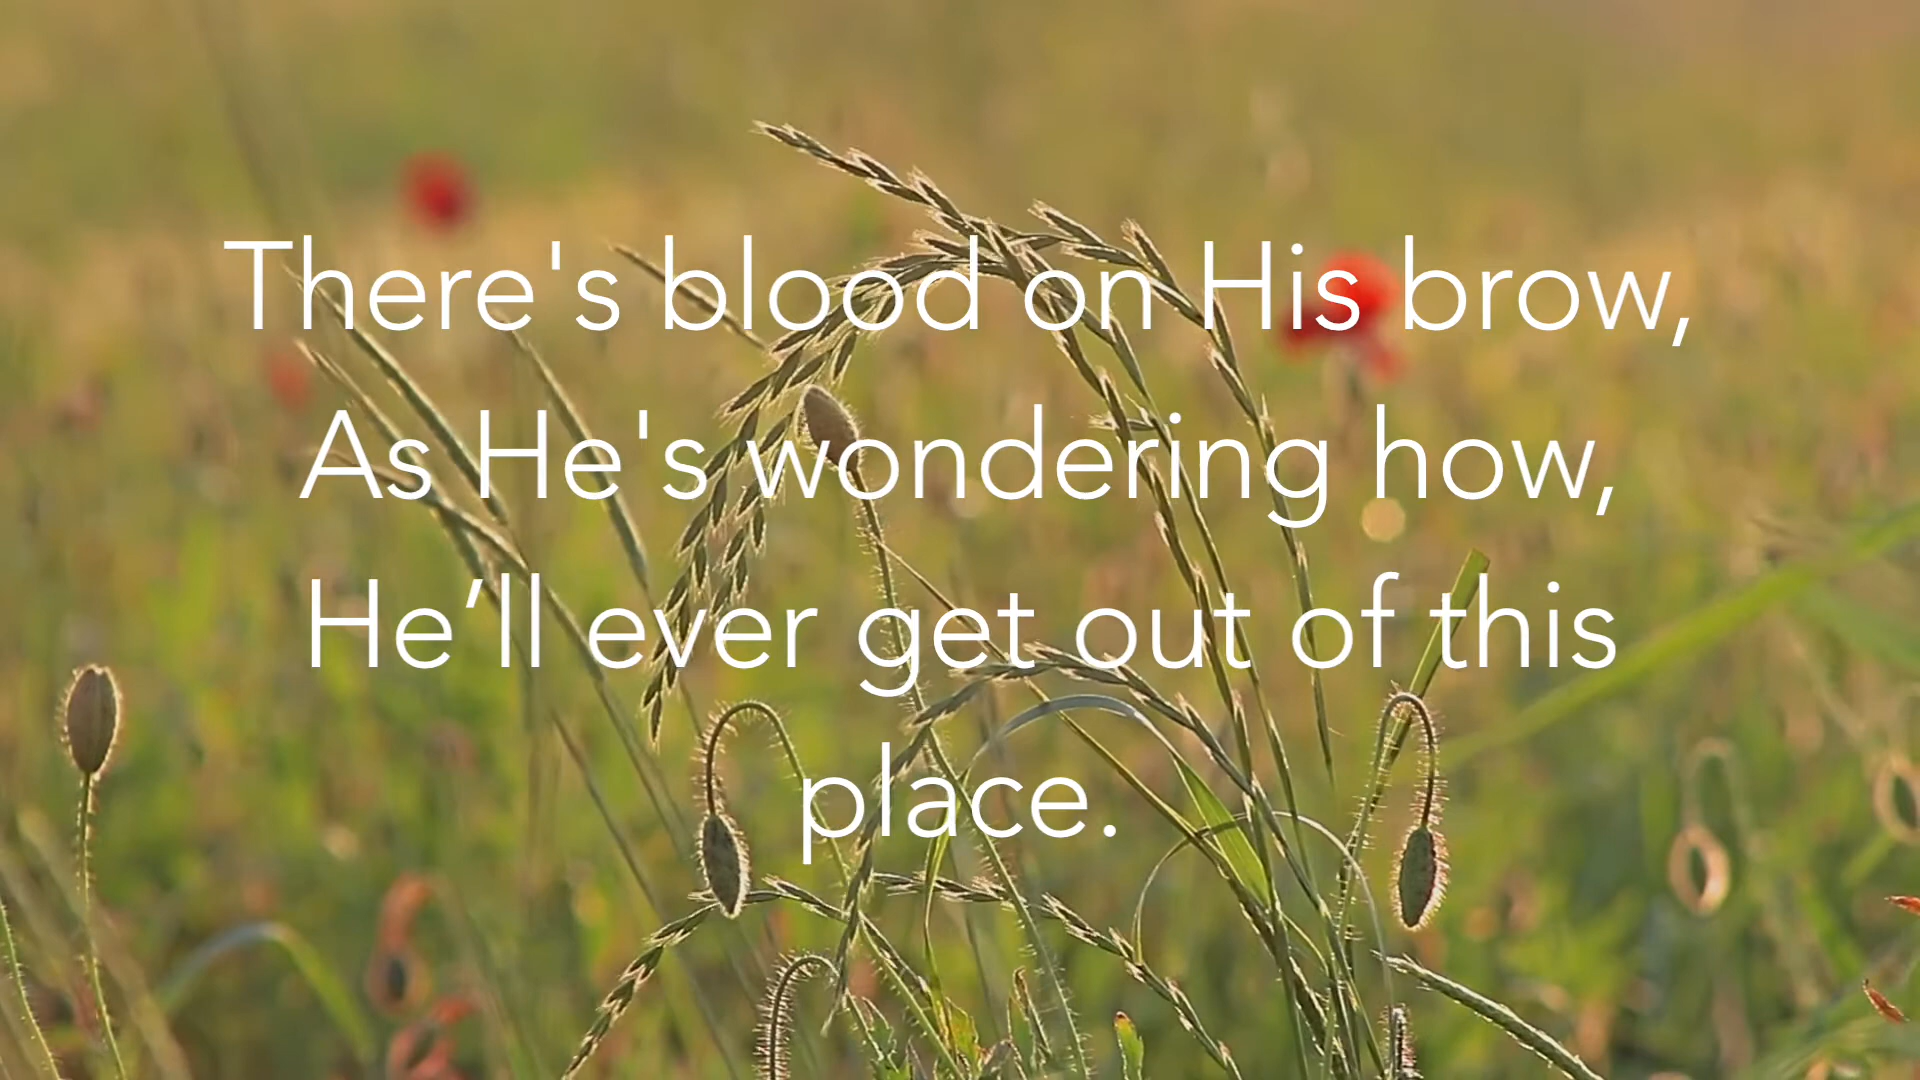 There's blood on His brow,
As He's wondering how,
He’ll ever get out of this
place.